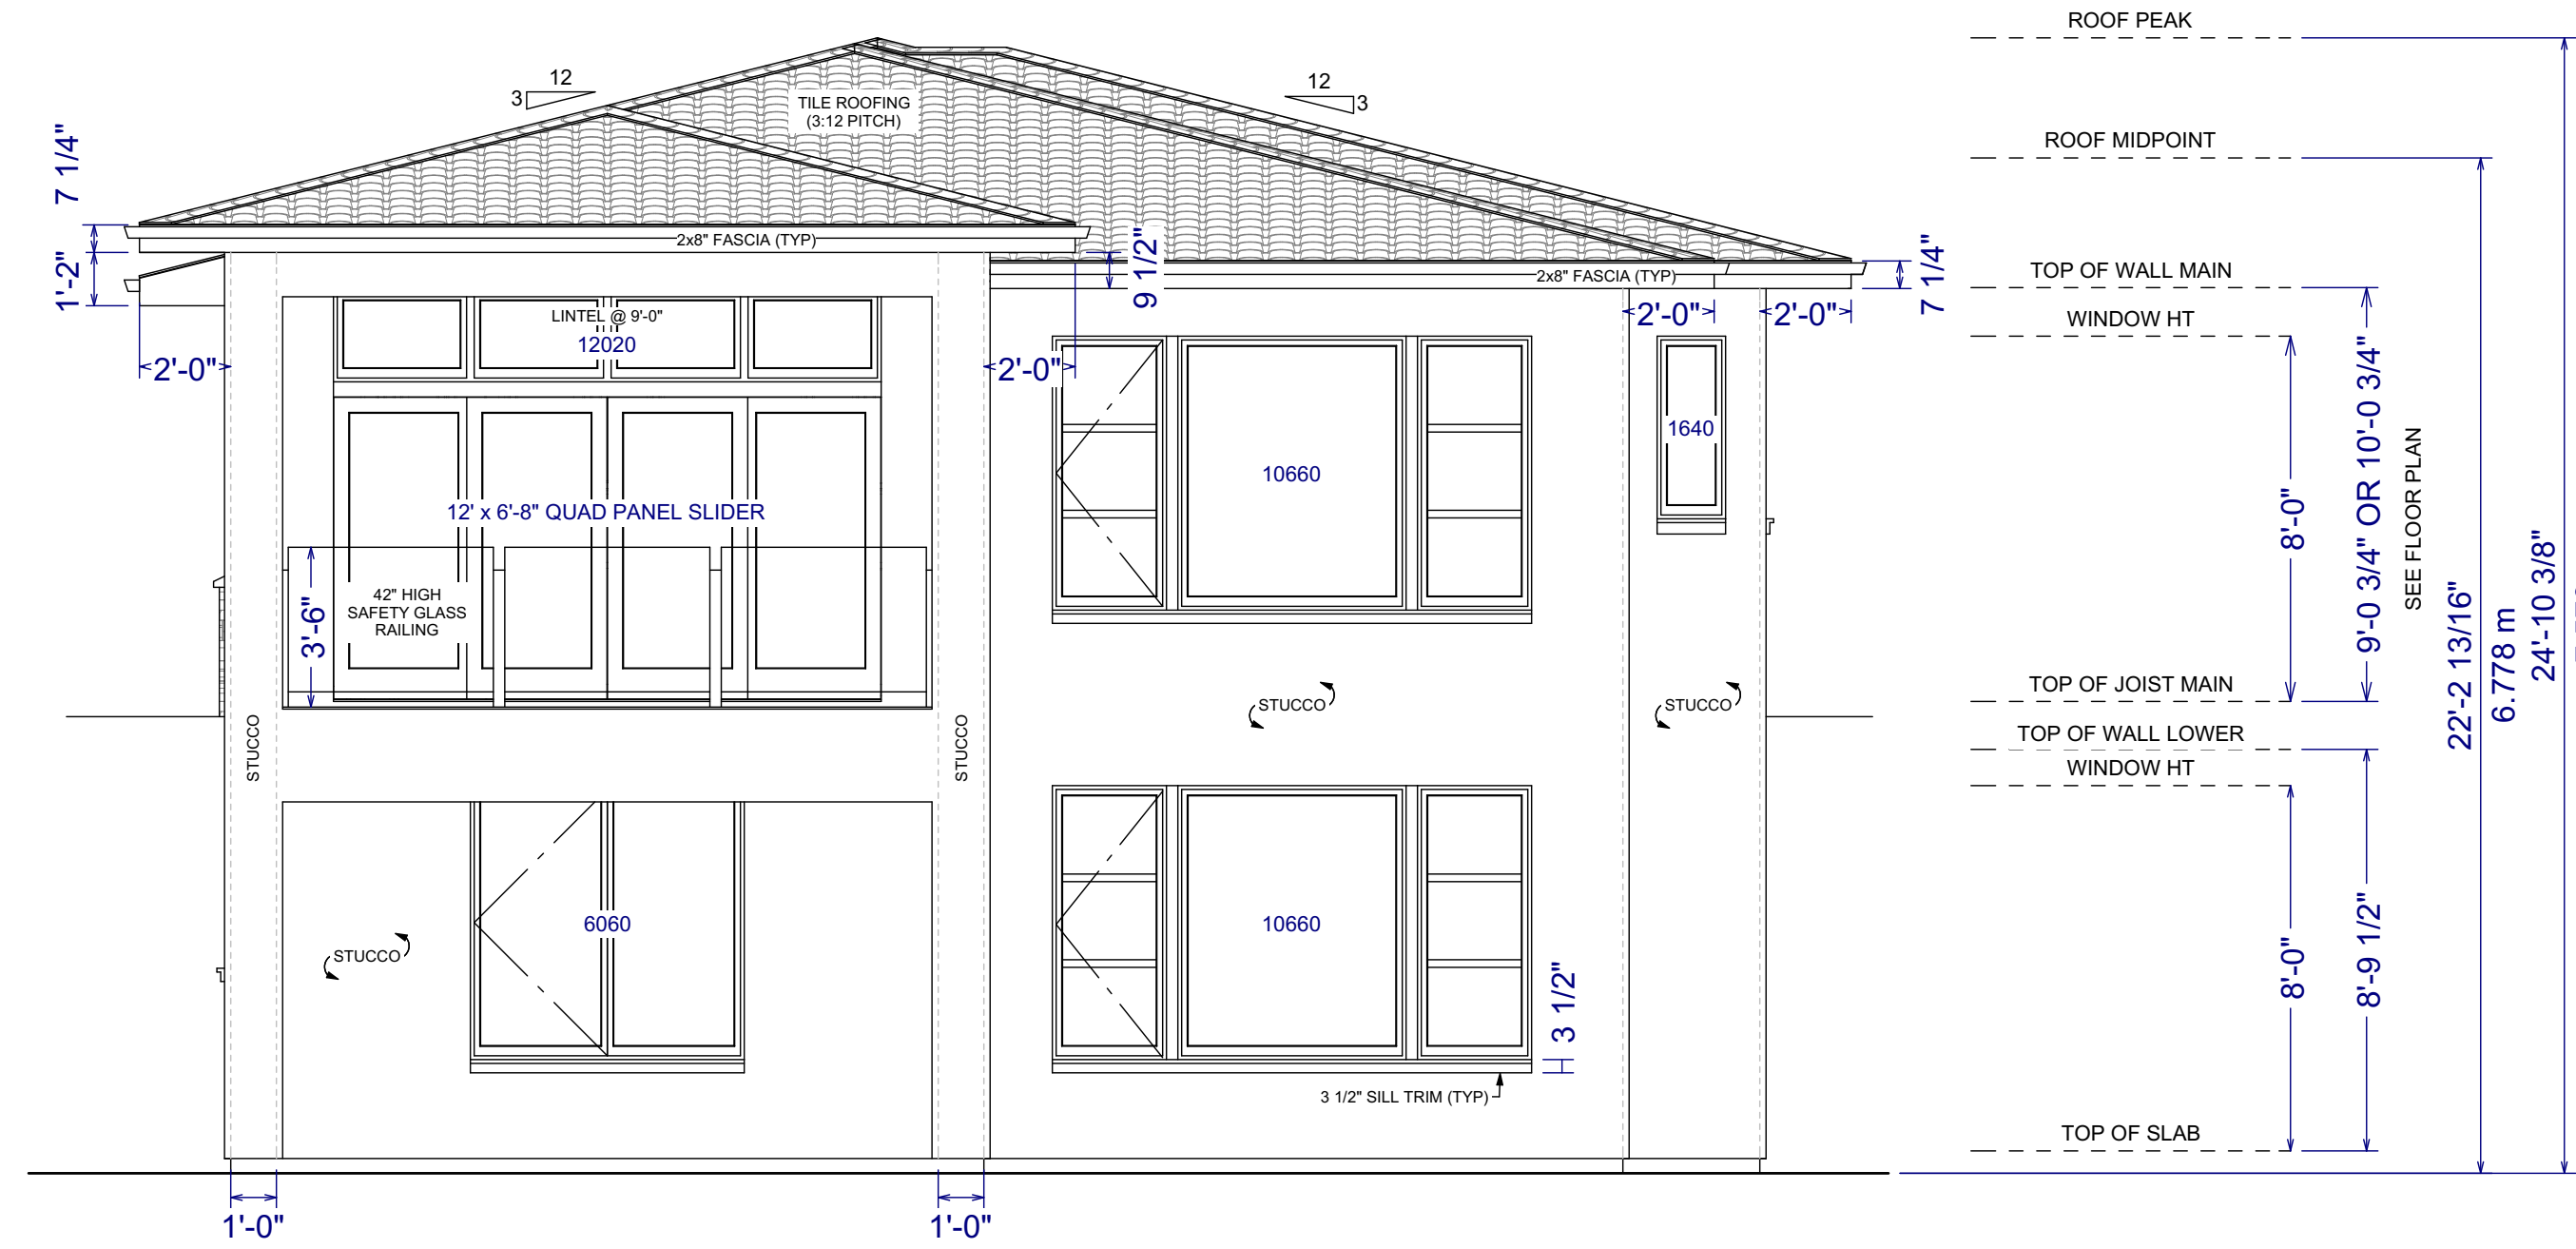 ROOF PEAK
12
3
12
3
TILE ROOFING
(3:12 PITCH)
ROOF MIDPOINT
7 1/4"
1'-2"
2x8" FASCIA (TYP)
9 1/2"
2x8" FASCIA (TYP)
7 1/4"
TOP OF WALL MAIN
2'-0"
2'-0"
WINDOW HT
LINTEL @ 9'-0"
12020
2'-0"
2'-0"
1640
10660
12' x 6'-8" QUAD PANEL SLIDER
8'-0"
9'-0 3/4" OR 10'-0 3/4"
SEE FLOOR PLAN
42" HIGH
SAFETY GLASS
RAILING
3'-6"
22'-2 13/16"
6.778 m
24'-10 3/8"
TOP OF JOIST MAIN
STUCCO
STUCCO
STUCCO
STUCCO
TOP OF WALL LOWER
WINDOW HT
6060
10660
STUCCO
8'-0"
8'-9 1/2"
3 1/2"
3 1/2" SILL TRIM (TYP)
TOP OF SLAB
1'-0"
1'-0"